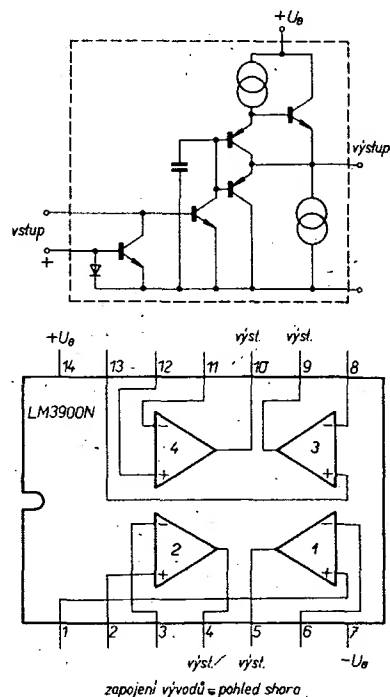 +U_B
výstup
vstup
-
+
+U_B výst. výst.
14 13 12 11 10 9 8
LM3900N
- -
4 3
+ +
- -
2 1
+ +
1 2 3 4 5 6 7
výst. výst. -U_B
zapojení vývodů = pohled shora